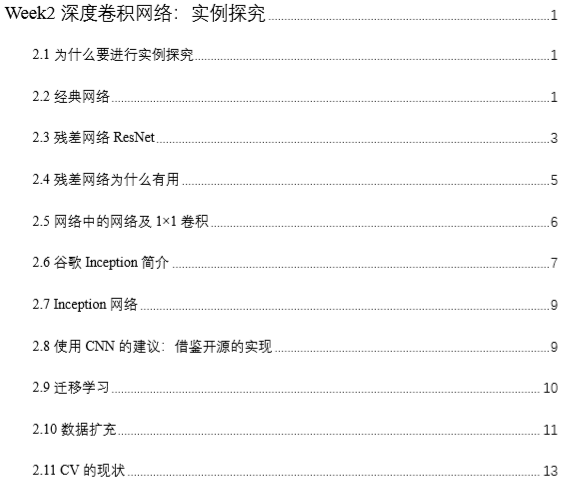 Week2 深度卷积网络：实例探究 1
2.1 为什么要进行实例探究 1
2.2 经典网络 1
2.3 残差网络 ResNet 3
2.4 残差网络为什么有用 5
2.5 网络中的网络及 1×1 卷积 6
2.6 谷歌 Inception 简介 7
2.7 Inception 网络 9
2.8 使用 CNN 的建议：借鉴开源的实现 9
2.9 迁移学习 10
2.10 数据扩充 11
2.11 CV 的现状 13